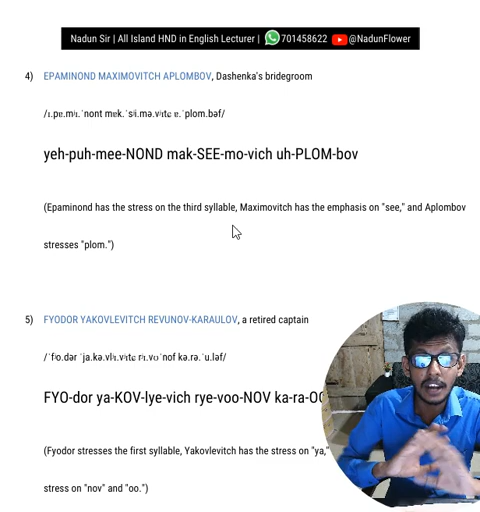 Nadun Sir | All Island HND in English Lecturer | 701458622 @NadunFlower
4) EPAMINOND MAXIMOVITCH APLOMBOV, Dashenka's bridegroom
yeh-puh-mee-NOND mak-SEE-mo-vich uh-PLOM-bov
(Epaminond has the stress on the third syllable, Maximovitch has the emphasis on "see," and Aplombov
stresses "plom.")
5) FYODOR YAKOVLEVITCH REVUNOV-KARAULOV, a retired captain
FYO-dor ya-KOV-lye-vich rye-voo-NOV ka-ra-
(Fyodor stresses the first syllable, Yakovlevitch has the stress on "ya,"
stress on "nov" and "oo.")